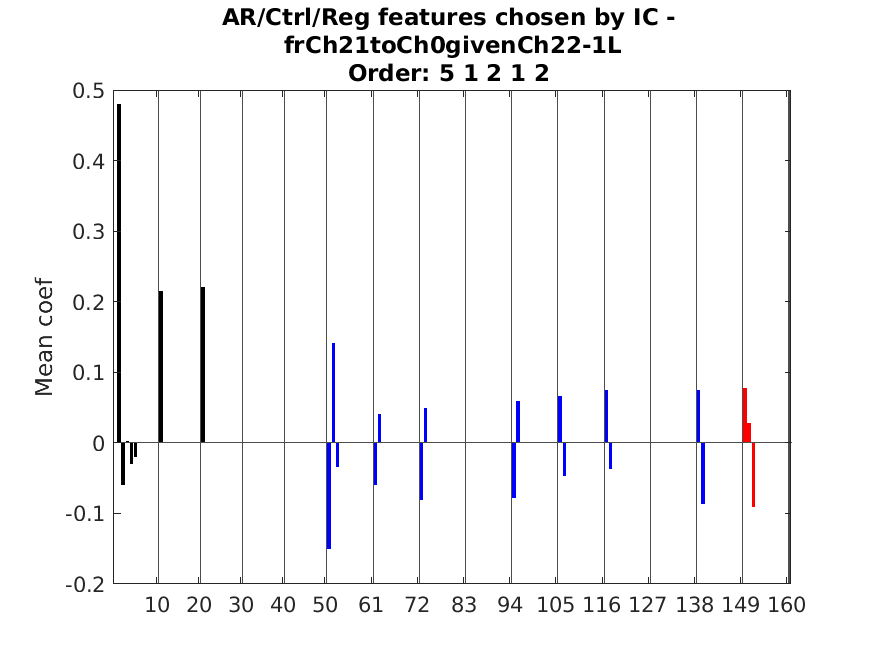 AR/Ctrl/Reg features chosen by IC -
frCh21toCh0givenCh22-1L
Order: 5 1 2 1 2
0.5
0.4
0.3
0.2
0.1
0
-0.1
-0.2
Mean coef
10 20 30 40 50 61 72 83 94 105 116 127 138 149 160